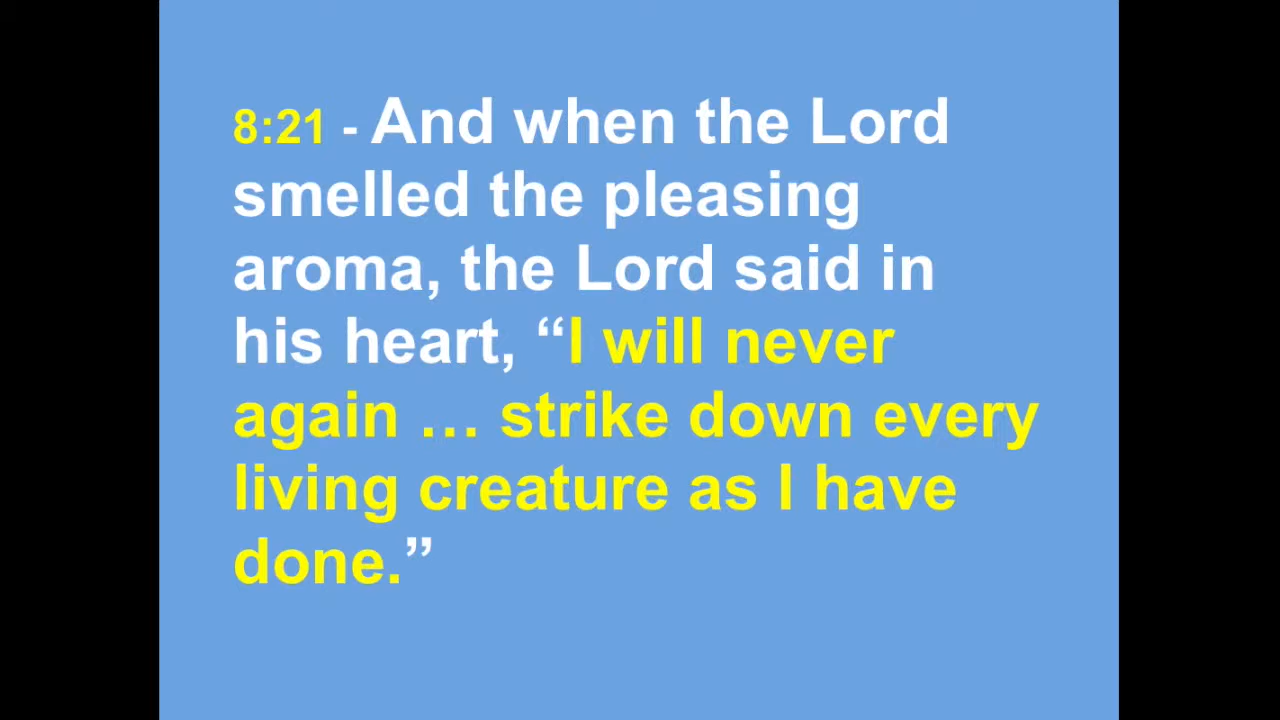 8:21 - And when the Lord
smelled the pleasing
aroma, the Lord said in
his heart, “I will never
again … strike down every
living creature as I have
done.”